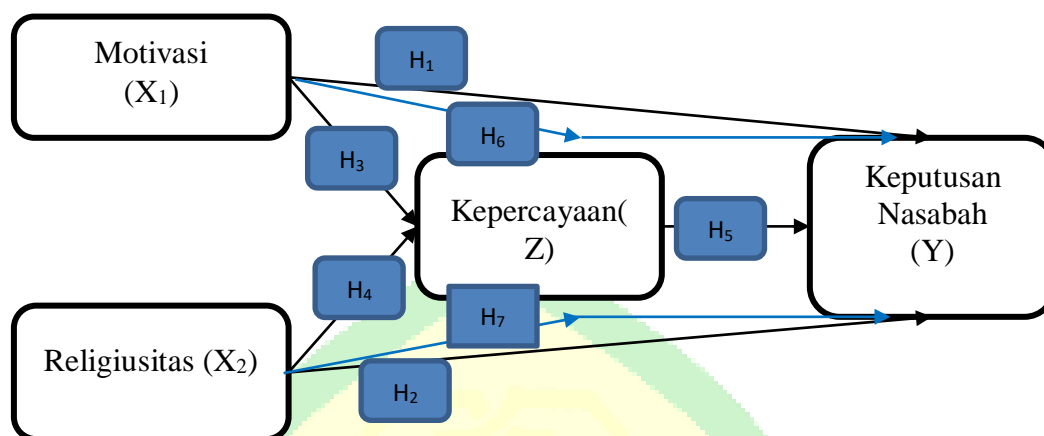 Motivasi
(X₁)
H₁
H₆
H₃
Kepercayaan(
Z)
Keputusan
Nasabah
(Y)
H₅
H₄
H₇
Religiusitas (X₂)
H₂